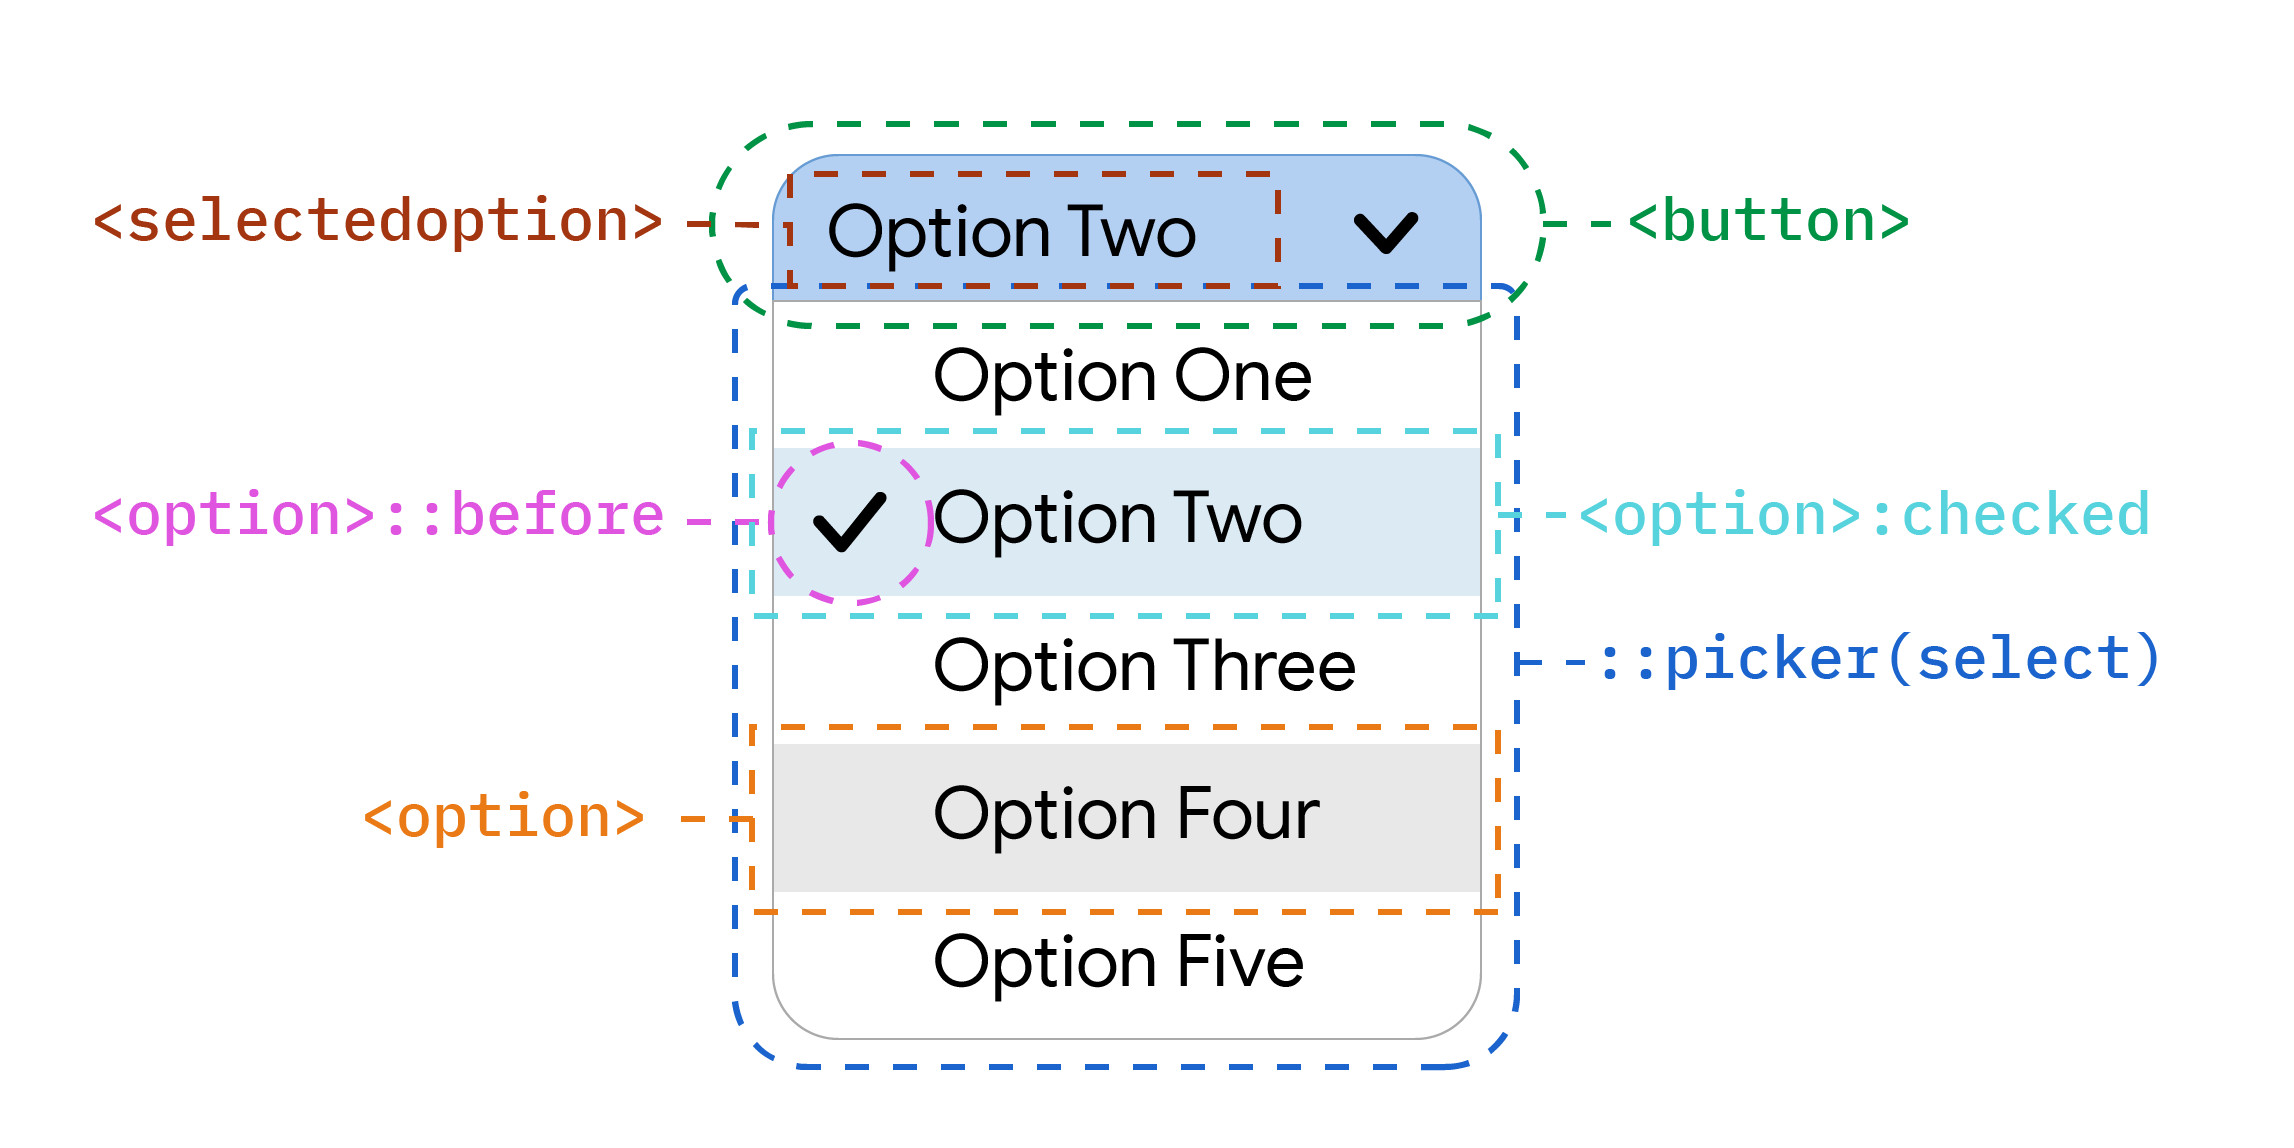 <selectedoption>
Option Two
<button>
Option One
<option>::before
Option Two
<option>:checked
Option Three
::picker(select)
<option>
Option Four
Option Five